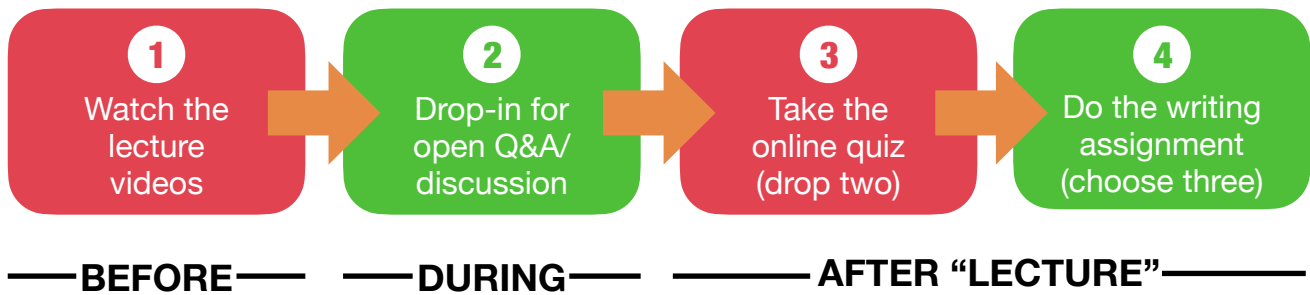 1
Watch the
lecture
videos
2
Drop-in for
open Q&A/
discussion
3
Take the
online quiz
(drop two)
4
Do the writing
assignment
(choose three)
BEFORE
DURING
AFTER “LECTURE”